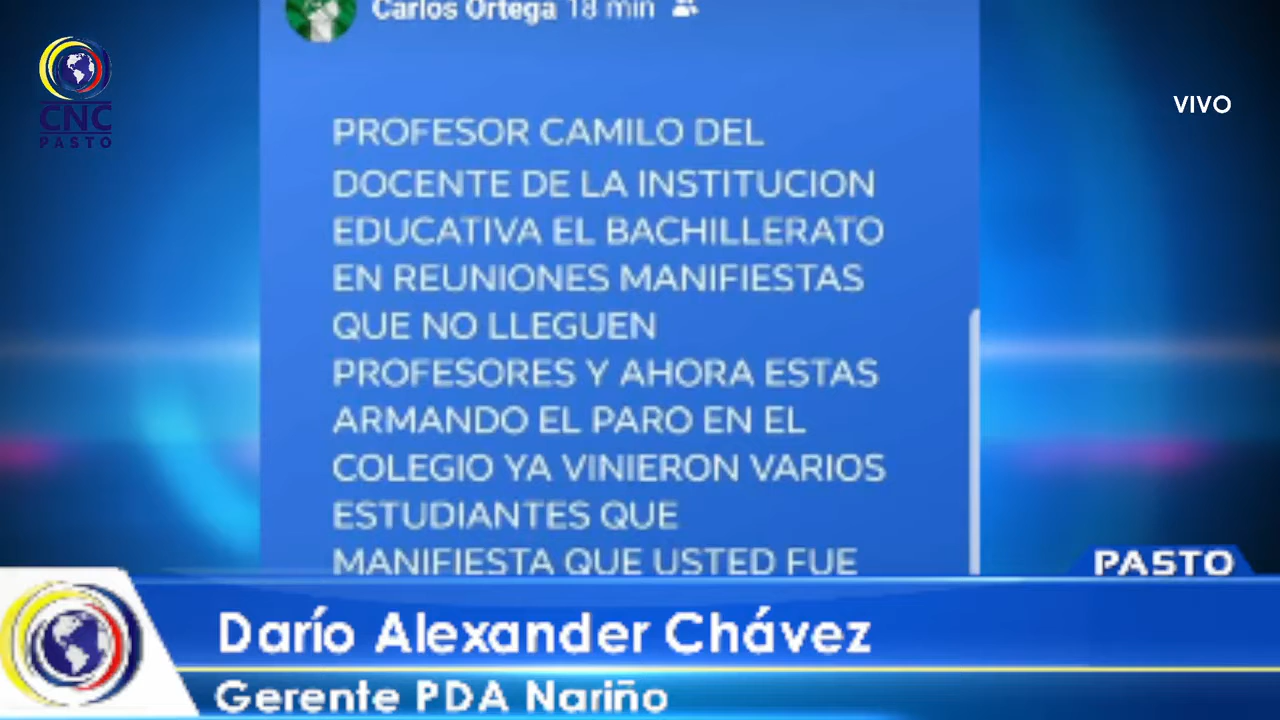 Carlos Ortega 18 min
CNC
PASTO
VIVO
PROFESOR CAMILO DEL
DOCENTE DE LA INSTITUCION
EDUCATIVA EL BACHILLERATO
EN REUNIONES MANIFIESTAS
QUE NO LLEGUEN
PROFESORES Y AHORA ESTAS
ARMANDO EL PARO EN EL
COLEGIO YA VINIERON VARIOS
ESTUDIANTES QUE
MANIFIESTA QUE USTED FUE
PASTO
Darío Alexander Chávez
Gerente PDA Nariño